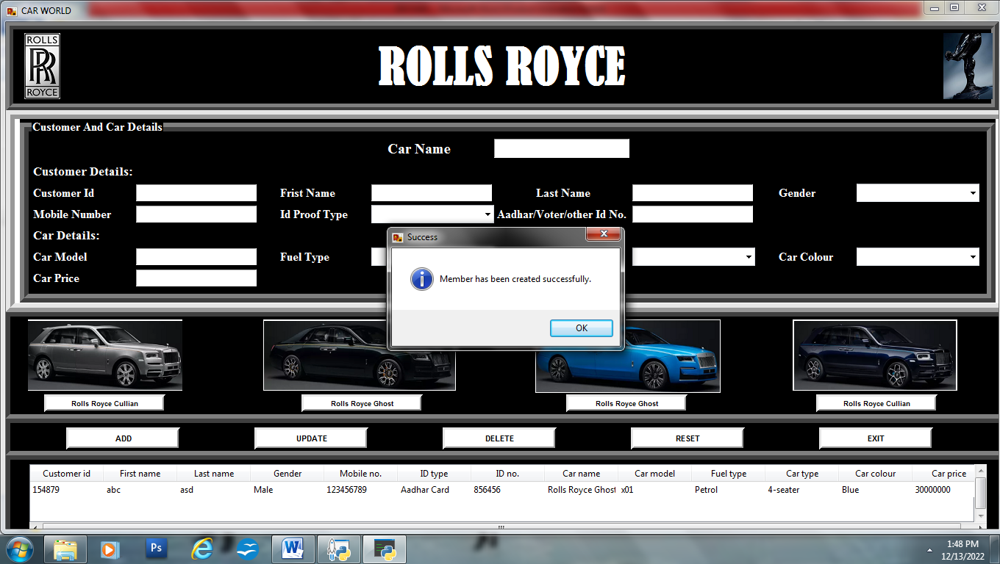 CAR WORLD
ROLLS
RR
ROYCE
ROLLS ROYCE
Customer And Car Details
Car Name
Customer Details:
Customer Id Frist Name Last Name Gender
Mobile Number Id Proof Type Aadhar/Voter/other Id No.
Car Details:
Car Model Fuel Type Car Colour
Car Price
Success
Member has been created successfully.
OK
Rolls Royce Cullian Rolls Royce Ghost Rolls Royce Ghost Rolls Royce Cullian
ADD UPDATE DELETE RESET EXIT
Customer id First name Last name Gender Mobile no. ID type ID no. Car name Car model Fuel type Car type Car colour Car price
154879 abc asd Male 123456789 Aadhar Card 856456 Rolls Royce Ghost x01 Petrol 4-seater Blue 30000000
Ps
W
1:48 PM
12/13/2022